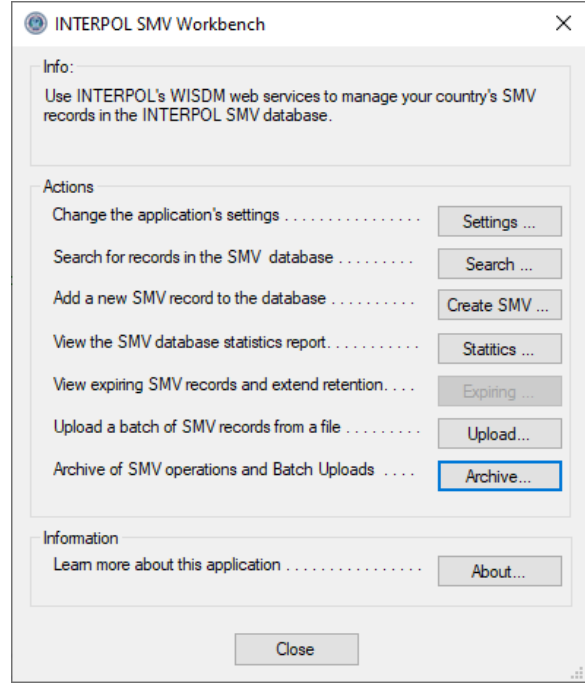 INTERPOL SMV Workbench
Info:
Use INTERPOL's WISDM web services to manage your country's SMV
records in the INTERPOL SMV database.
Actions
Change the application's settings . . . . . . . . . . . . . . . . Settings ...
Search for records in the SMV database . . . . . . . . . Search ...
Add a new SMV record to the database . . . . . . . . . . Create SMV ...
View the SMV database statistics report. . . . . . . . . . . Statitics ...
View expiring SMV records and extend retention. . . . Expiring ...
Upload a batch of SMV records from a file . . . . . . . . . Upload...
Archive of SMV operations and Batch Uploads . . . . Archive...
Information
Learn more about this application . . . . . . . . . . . . . . . . About...
Close